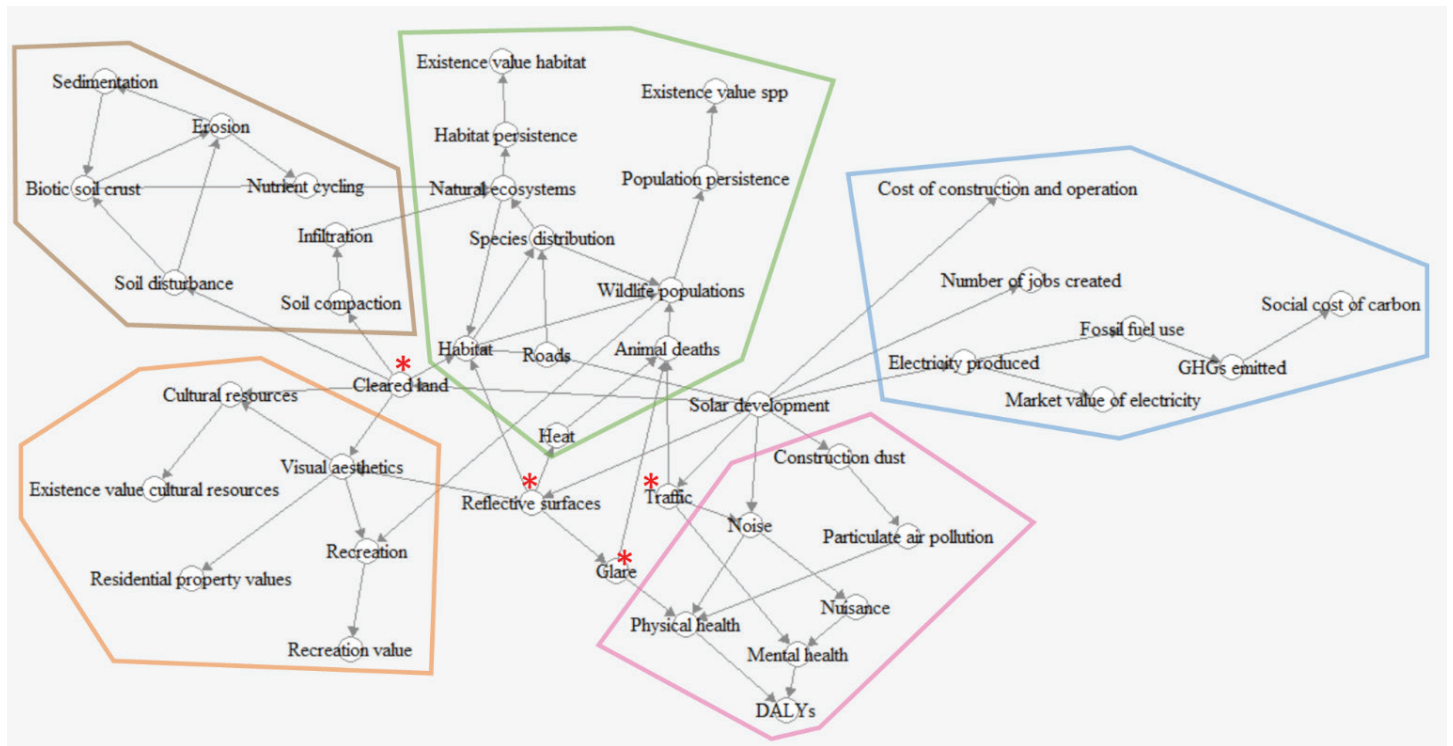 Existence value habitat
Sedimentation
Existence value spp
Erosion
Habitat persistence
Population persistence
Biotic soil crust
Nutrient cycling
Natural ecosystems
Cost of construction and operation
Infiltration
Species distribution
Soil disturbance
Wildlife populations
Number of jobs created
Soil compaction
Social cost of carbon
Fossil fuel use
Habitat
Roads
Animal deaths
Electricity produced
GHGs emitted
*
Cleared land
Cultural resources
Solar development
Market value of electricity
Heat
Construction dust
Visual aesthetics
Existence value cultural resources
*
Reflective surfaces
*
Traffic
Noise
Particulate air pollution
Recreation
*
Glare
Residential property values
Nuisance
Physical health
Recreation value
Mental health
DALYs